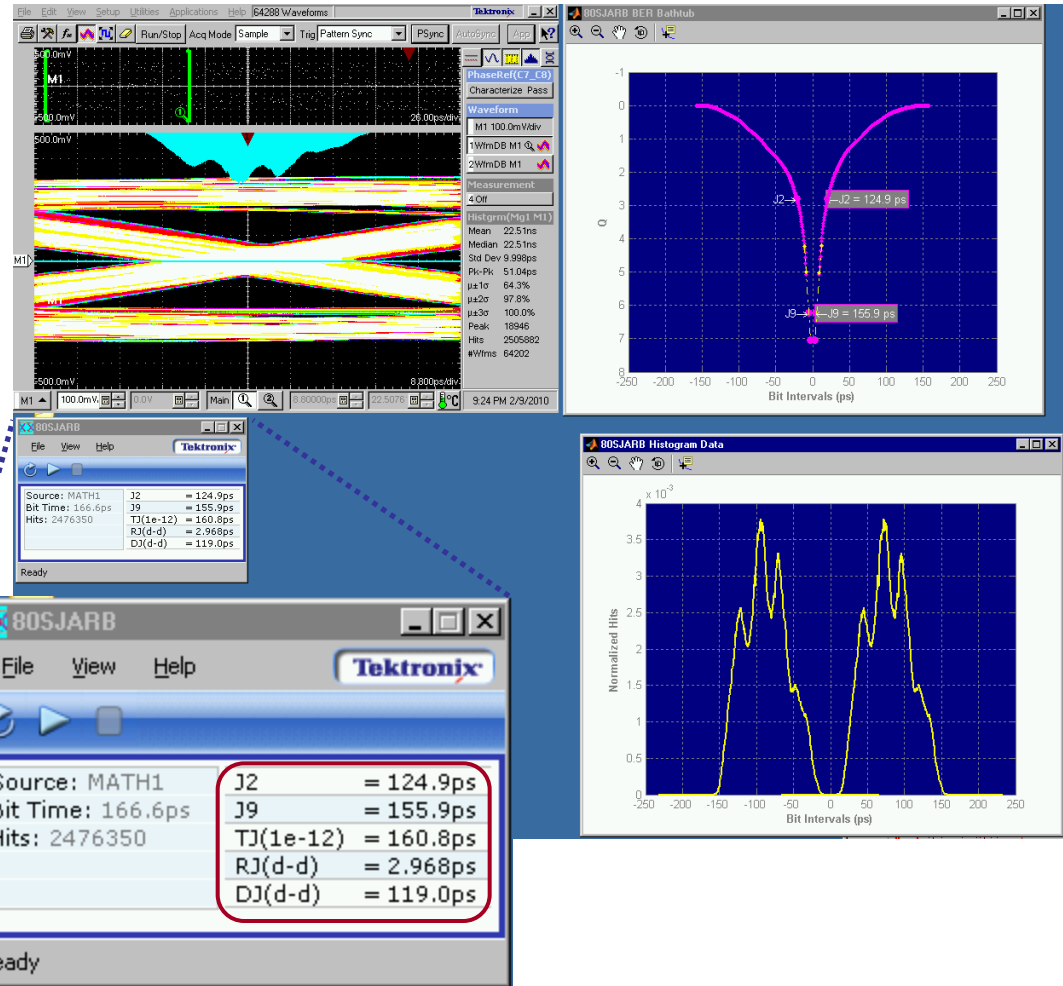 File Edit View Setup Utilities Applications Help 64288 Waveforms Tektronix
Run/Stop Acq Mode Sample Trig Pattern Sync PSync AutoSync App
500.0mV
M1
-500.0mV 26.00ps/div
500.0mV
M1
M1
-500.0mV 8.800ps/div
PhaseRef(C7_C8)
Characterize Pass
Waveform
M1 100.0mV/div
1WfmDB M1
2WfmDB M1
Measurement
4 Off
Histgrm(Mg1 M1)
Mean 22.51ns
Median 22.51ns
Std Dev 9.998ps
Pk-Pk 51.04ps
µ±1σ 64.3%
µ±2σ 97.8%
µ±3σ 100.0%
Peak 18946
Hits 2505882
#Wfms 64202
M1 100.0mV 0.0V Main 8.80000ps 22.5076 °C 9:24 PM 2/9/2010
80SJARB BER Bathtub
-1
0
1
2
3
4
5
6
7
8
Q
J2 J2 = 124.9 ps
J9 J9 = 155.9 ps
-250 -200 -150 -100 -50 0 50 100 150 200 250
Bit Intervals (ps)
80SJARB
File View Help Tektronix
Source: MATH1 J2 = 124.9ps
Bit Time: 166.6ps J9 = 155.9ps
Hits: 2476350 TJ(1e-12) = 160.8ps
RJ(d-d) = 2.968ps
DJ(d-d) = 119.0ps
Ready
80SJARB Histogram Data
x 10-3
4
3.5
3
2.5
2
1.5
1
0.5
0
Normalized Hits
-250 -200 -150 -100 -50 0 50 100 150 200 250
Bit Intervals (ps)
80SJARB
File View Help Tektronix
Source: MATH1 J2 = 124.9ps
Bit Time: 166.6ps J9 = 155.9ps
Hits: 2476350 TJ(1e-12) = 160.8ps
RJ(d-d) = 2.968ps
DJ(d-d) = 119.0ps
eady